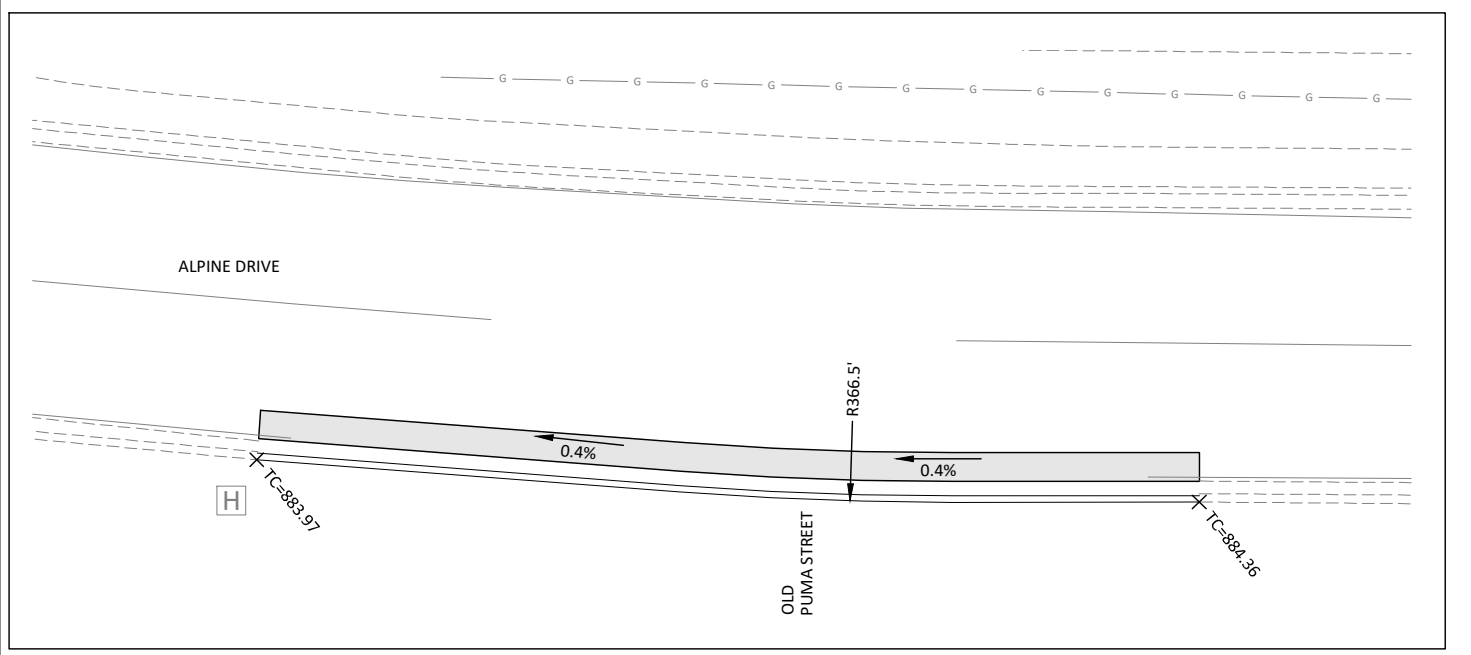 G G G G G G G G G G G G G G
ALPINE DRIVE
R366.5'
0.4%
0.4%
H
TC=883.97
TC=884.36
OLD
PUMA STREET